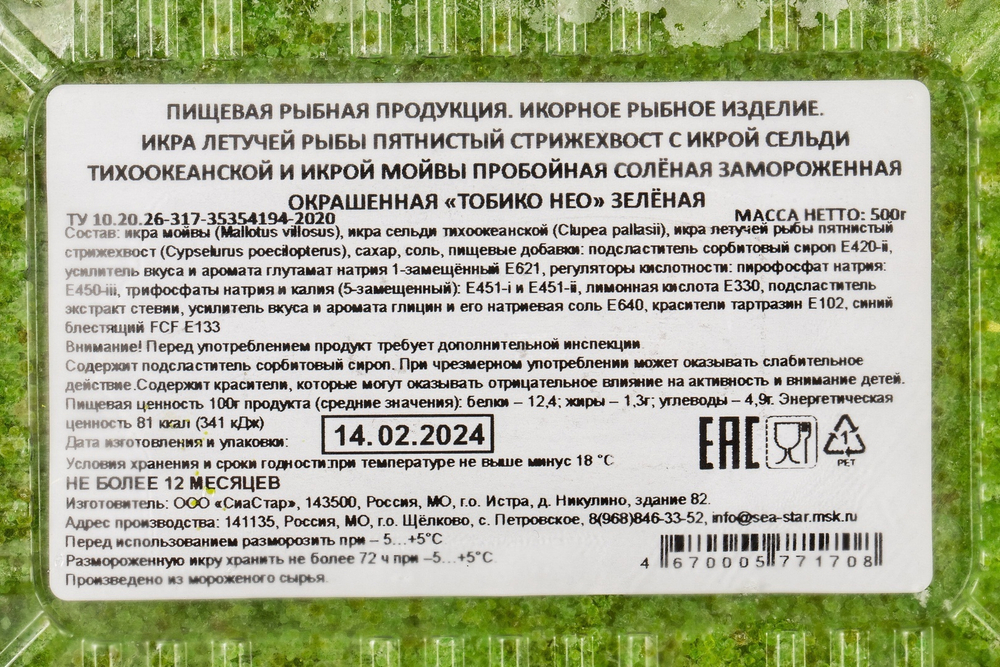 ПИЩЕВАЯ РЫБНАЯ ПРОДУКЦИЯ. ИКОРНОЕ РЫБНОЕ ИЗДЕЛИЕ.
ИКРА ЛЕТУЧЕЙ РЫБЫ ПЯТНИСТЫЙ СТРИЖЕХВОСТ С ИКРОЙ СЕЛЬДИ
ТИХООКЕАНСКОЙ И ИКРОЙ МОЙВЫ ПРОБОЙНАЯ СОЛЁНАЯ ЗАМОРОЖЕННАЯ
ОКРАШЕННАЯ «ТОБИКО НЕО» ЗЕЛЁНАЯ
ТУ 10.20.26-317-35354194-2020 МАССА НЕТТО: 500г
Состав: икра мойвы (Mallotus villosus), икра сельди тихоокеанской (Clupea pallasii), икра летучей рыбы пятнистый
стрижехвост (Cypselurus poecilopterus), сахар, соль, пищевые добавки: подсластитель сорбитовый сироп Е420-ii,
усилитель вкуса и аромата глутамат натрия 1-замещённый Е621, регуляторы кислотности: пирофосфат натрия:
Е450-iii, трифосфаты натрия и калия (5-замещенный): Е451-i и Е451-ii, лимонная кислота Е330, подсластитель
экстракт стевии, усилитель вкуса и аромата глицин и его натриевая соль Е640, красители тартразин Е102, синий
блестящий FCF Е133
Внимание! Перед употреблением продукт требует дополнительной инспекции.
Содержит подсластитель сорбитовый сироп. При чрезмерном употреблении может оказывать слабительное
действие.Содержит красители, которые могут оказывать отрицательное влияние на активность и внимание детей.
Пищевая ценность 100г продукта (средние значения): белки – 12,4; жиры – 1,3г; углеводы – 4,9г. Энергетическая
ценность 81 ккал (341 кДж)
Дата изготовления и упаковки: 14.02.2024
EAC 1 PET
Условия хранения и сроки годности:при температуре не выше минус 18 °С
НЕ БОЛЕЕ 12 МЕСЯЦЕВ
Изготовитель: ООО «СиаСтар», 143500, Россия, МО, г.о. Истра, д. Никулино, здание 82.
Адрес производства: 141135, Россия, МО, г.о. Щёлково, с. Петровское, 8(968)846-33-52, info@sea-star.msk.ru
Перед использованием разморозить при – 5…+5°С
Размороженную икру хранить не более 72 ч при –5…+5°С
Произведено из мороженого сырья.
4 670005 771708